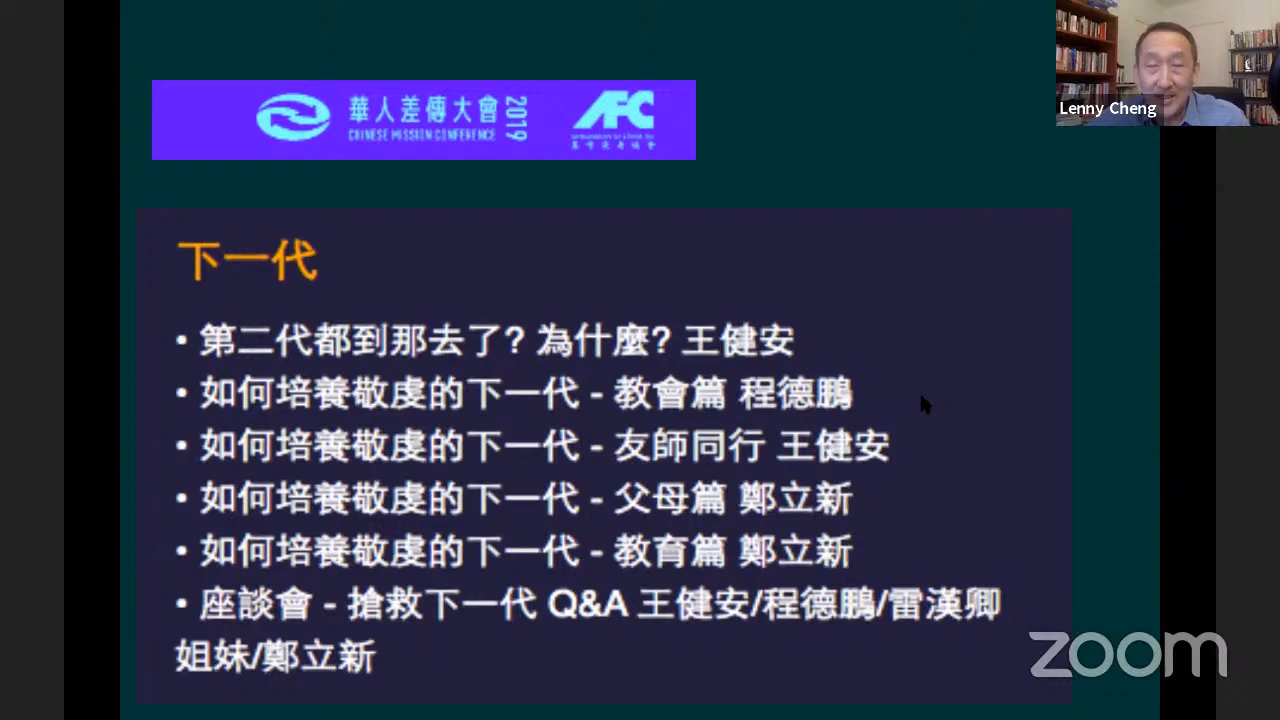 華人差傳大會
2019
CHINESE MISSION CONFERENCE
AFC
Lenny Cheng
下一代
• 第二代都到那去了? 為什麼? 王健安
• 如何培養敬虔的下一代 - 教會篇 程德鵬
• 如何培養敬虔的下一代 - 友師同行 王健安
• 如何培養敬虔的下一代 - 父母篇 鄭立新
• 如何培養敬虔的下一代 - 教育篇 鄭立新
• 座談會 - 搶救下一代 Q&A 王健安/程德鵬/雷漢卿
姐妹/鄭立新
zoom